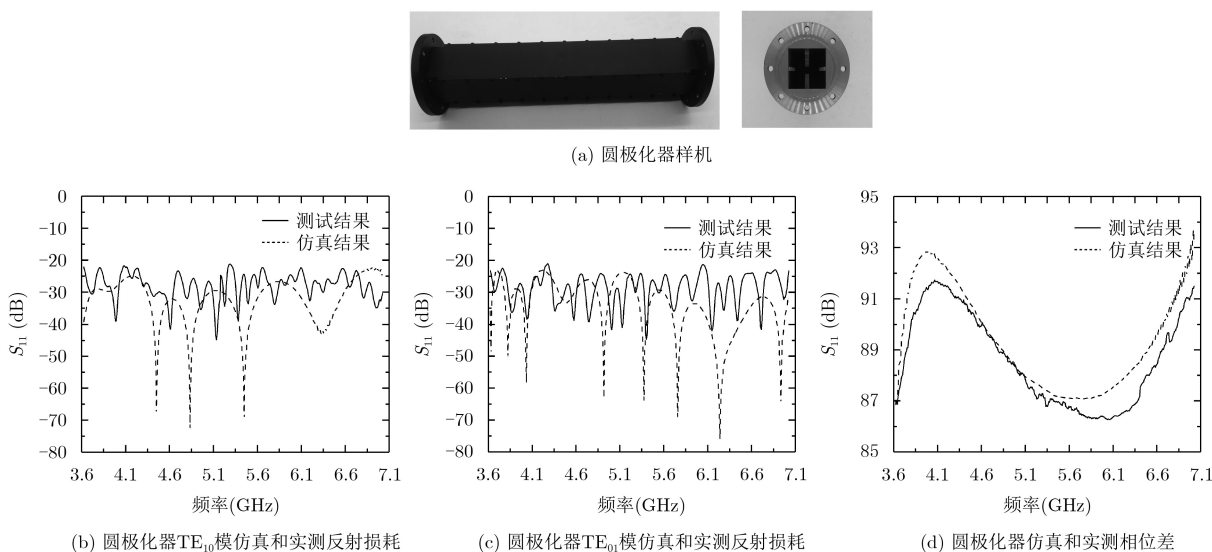 (a) 圆极化器样机
0
−10
−20
−30
−40
−50
−60
−70
−80
S₁₁ (dB)
测试结果
仿真结果
3.6 4.1 4.6 5.1 5.6 6.1 6.6 7.1
频率(GHz)
(b) 圆极化器TE₁₀模仿真和实测反射损耗
0
−10
−20
−30
−40
−50
−60
−70
−80
S₁₁ (dB)
测试结果
仿真结果
3.6 4.1 4.6 5.1 5.6 6.1 6.6 7.1
频率(GHz)
(c) 圆极化器TE₀₁模仿真和实测反射损耗
95
93
91
89
87
85
S₁₁ (dB)
测试结果
仿真结果
3.6 4.1 4.6 5.1 5.6 6.1 6.6 7.1
频率(GHz)
(d) 圆极化器仿真和实测相位差